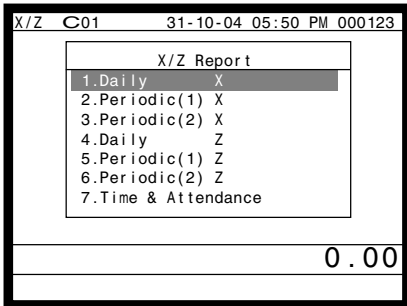 X/Z C01 31-10-04 05:50 PM 000123
X/Z Report
1.Daily X
2.Periodic(1) X
3.Periodic(2) X
4.Daily Z
5.Periodic(1) Z
6.Periodic(2) Z
7.Time & Attendance
0.00